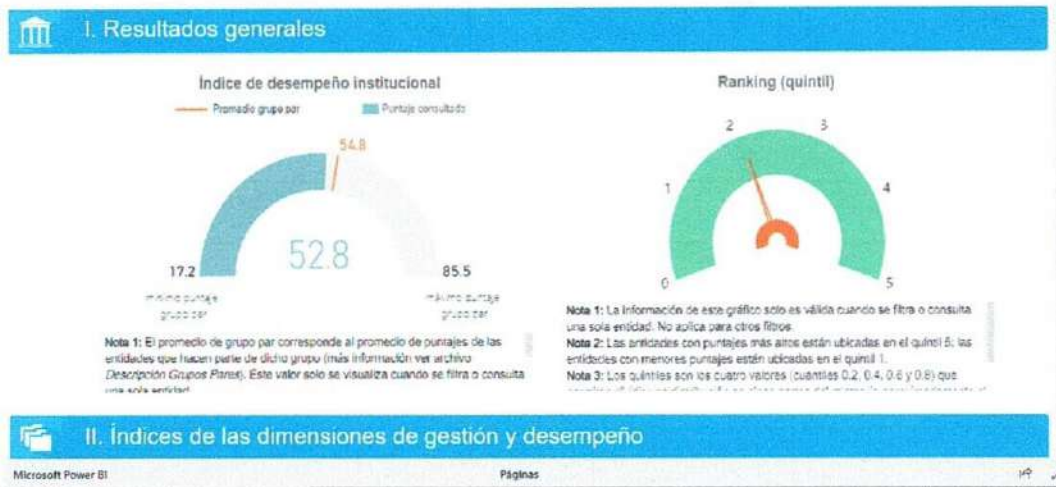 I. Resultados generales
Índice de desempeño institucional
Promedio grupo par
Puntaje consultado
54.8
52.8
17.2
85.5
mínimo puntaje
grupo par
máximo puntaje
grupo par
Nota 1: El promedio de grupo par corresponde al promedio de puntajes de las
entidades que hacen parte de dicho grupo (más información ver archivo
Descripción Grupos Pares). Este valor solo se visualiza cuando se filtra o consulta
una sola entidad
Ranking (quintil)
0
1
2
3
4
5
Nota 1: La información de este gráfico solo es válida cuando se filtra o consulta
una sola entidad. No aplica para otros filtros.
Nota 2: Las entidades con puntajes más altos están ubicadas en el quintil 5; las
entidades con menores puntajes están ubicadas en el quintil 1.
Nota 3: Los quintiles son los cuatro valores (cuantiles 0.2, 0.4, 0.6 y 0.8) que
II. Índices de las dimensiones de gestión y desempeño
Microsoft Power BI
Páginas